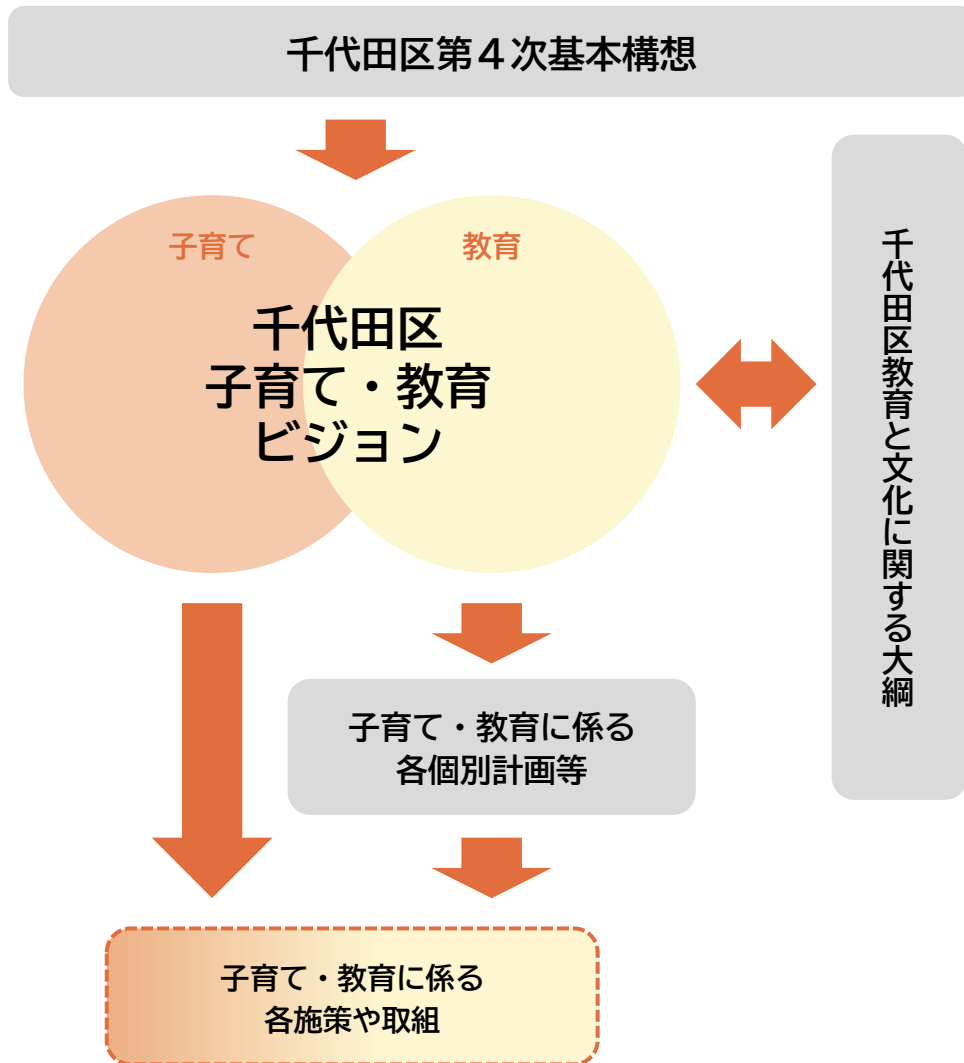 千代田区第４次基本構想
子育て
教育
千代田区
子育て・教育
ビジョン
千代田区教育と文化に関する大綱
子育て・教育に係る
各個別計画等
子育て・教育に係る
各施策や取組